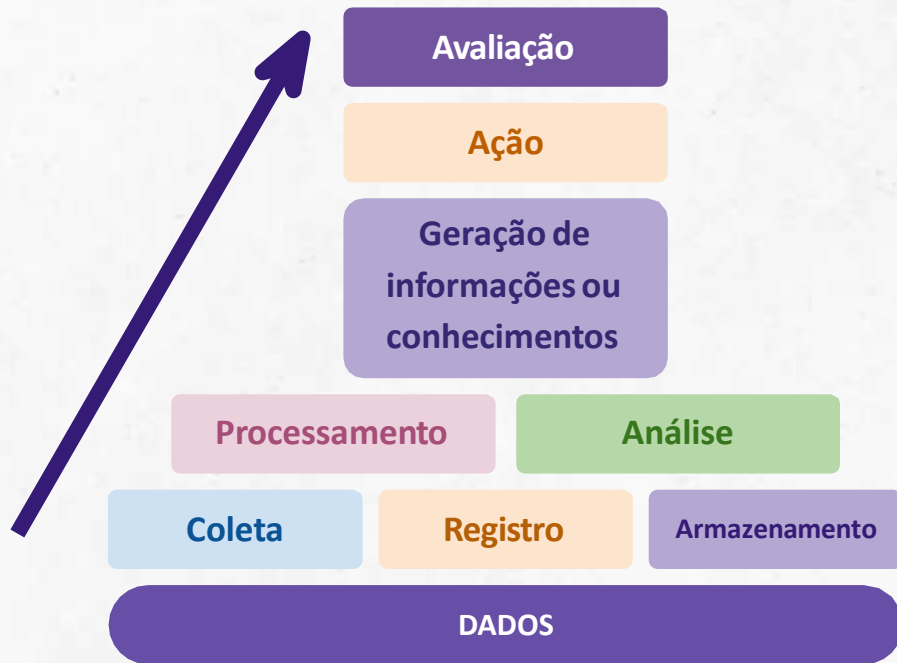 Avaliação
Ação
Geração de
informações ou
conhecimentos
Processamento
Análise
Coleta
Registro
Armazenamento
DADOS